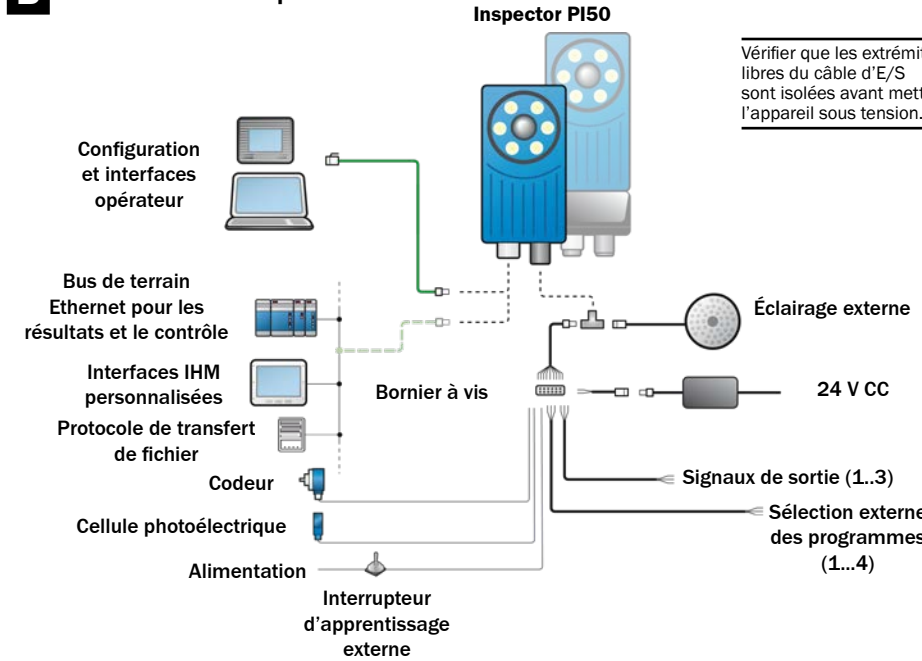 Inspector PI50
Vérifier que les
libres du câble d'E/S
sont isolées avant
l'appareil sous tension.
Configuration
et interfaces
opérateur
Bus de terrain
Ethernet pour les
résultats et le contrôle
Éclairage externe
Interfaces IHM
personnalisées
Bornier à vis
24 V CC
Protocole de transfert
de fichier
Codeur
Signaux de sortie (1..3)
Cellule photoélectrique
Sélection externe
des programmes
(1...4)
Alimentation
Interrupteur
d'apprentissage
externe